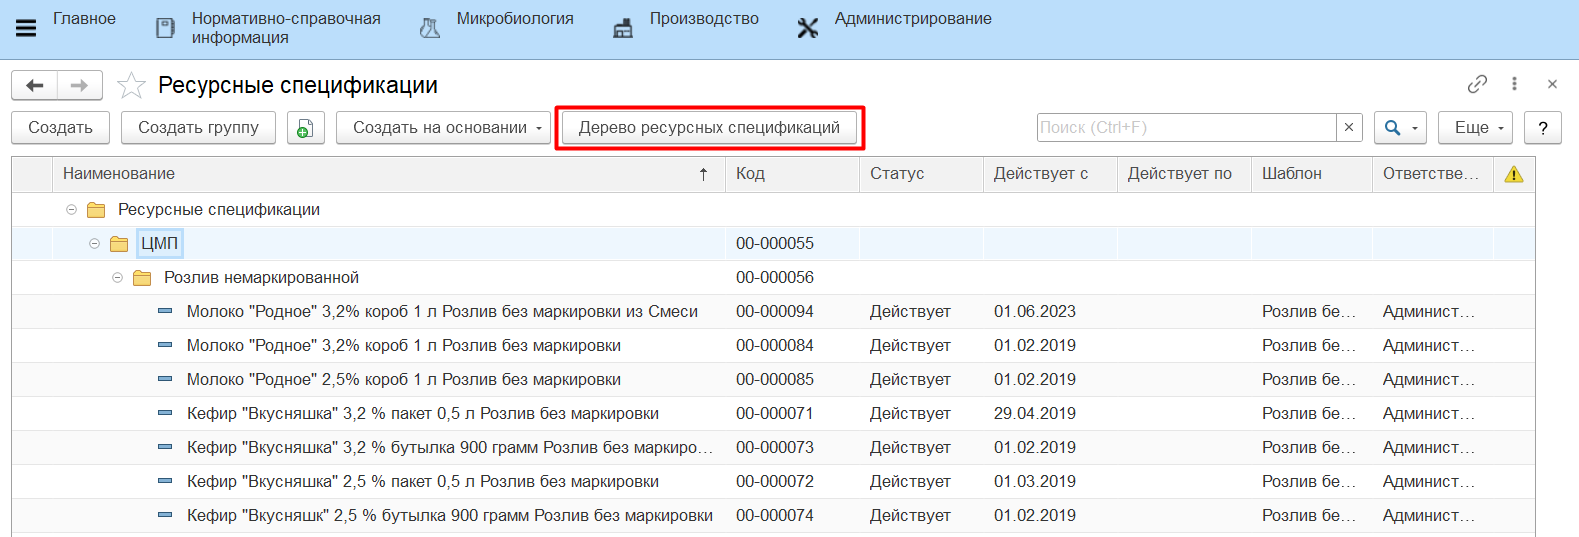 Главное
Нормативно-справочная
информация
Микробиология
Производство
Администрирование
Ресурсные спецификации
Создать
Создать группу
Создать на основании
Дерево ресурсных спецификаций
Поиск (Ctrl+F)
×
Еще
?
Наименование ↑ Код Статус Действует с Действует по Шаблон Ответстве...
Ресурсные спецификации
ЦМП 00-000055
Розлив немаркированной 00-000056
Молоко "Родное" 3,2% короб 1 л Розлив без маркировки из Смеси 00-000094 Действует 01.06.2023 Розлив бе... Админист...
Молоко "Родное" 3,2% короб 1 л Розлив без маркировки 00-000084 Действует 01.02.2019 Розлив бе... Админист...
Молоко "Родное" 2,5% короб 1 л Розлив без маркировки 00-000085 Действует 01.02.2019 Розлив бе... Админист...
Кефир "Вкусняшка" 3,2 % пакет 0,5 л Розлив без маркировки 00-000071 Действует 29.04.2019 Розлив бе... Админист...
Кефир "Вкусняшка" 3,2 % бутылка 900 грамм Розлив без маркиро... 00-000073 Действует 01.02.2019 Розлив бе... Админист...
Кефир "Вкусняшка" 2,5 % пакет 0,5 л Розлив без маркировки 00-000072 Действует 01.03.2019 Розлив бе... Админист...
Кефир "Вкусняшк" 2,5 % бутылка 900 грамм Розлив без маркировки 00-000074 Действует 01.02.2019 Розлив бе... Админист...